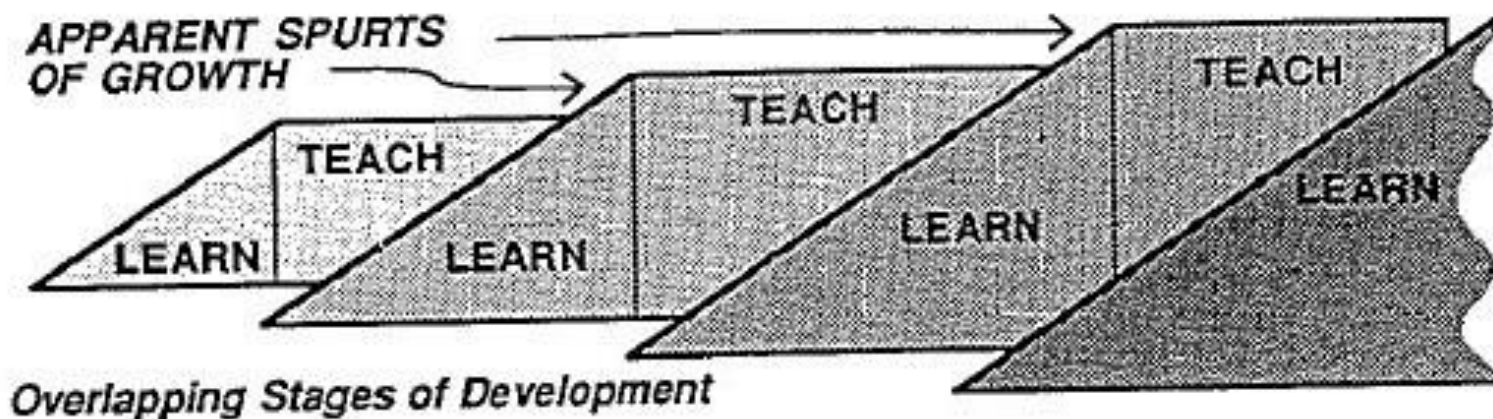 APPARENT SPURTS
OF GROWTH
TEACH
LEARN
TEACH
LEARN
TEACH
LEARN
LEARN
Overlapping Stages of Development